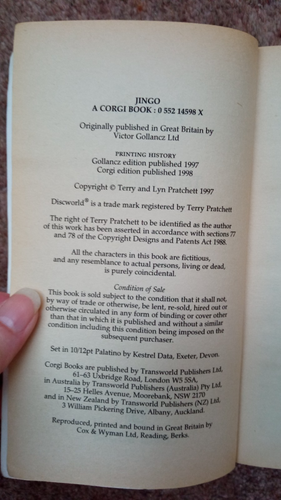 JINGO
A CORGI BOOK : 0 552 14598 X
Originally published in Great Britain by
Victor Gollancz Ltd
PRINTING HISTORY
Gollancz edition published 1997
Corgi edition published 1998
Copyright © Terry and Lyn Pratchett 1997
Discworld® is a trade mark registered by Terry Pratchett
The right of Terry Pratchett to be identified as the author
of this work has been asserted in accordance with sections 77
and 78 of the Copyright Designs and Patents Act 1988.
All the characters in this book are fictitious,
and any resemblance to actual persons, living or dead,
is purely coincidental.
Condition of Sale
This book is sold subject to the condition that it shall not,
by way of trade or otherwise, be lent, re-sold, hired out or
otherwise circulated in any form of binding or cover other
than that in which it is published and without a similar
condition including this condition being imposed on the
subsequent purchaser.
Set in 10/12pt Palatino by Kestrel Data, Exeter, Devon.
Corgi Books are published by Transworld Publishers Ltd,
61–63 Uxbridge Road, London W5 5SA,
in Australia by Transworld Publishers (Australia) Pty Ltd,
15–25 Helles Avenue, Moorebank, NSW 2170
and in New Zealand by Transworld Publishers (NZ) Ltd,
3 William Pickering Drive, Albany, Auckland.
Reproduced, printed and bound in Great Britain by
Cox & Wyman Ltd, Reading, Berks.